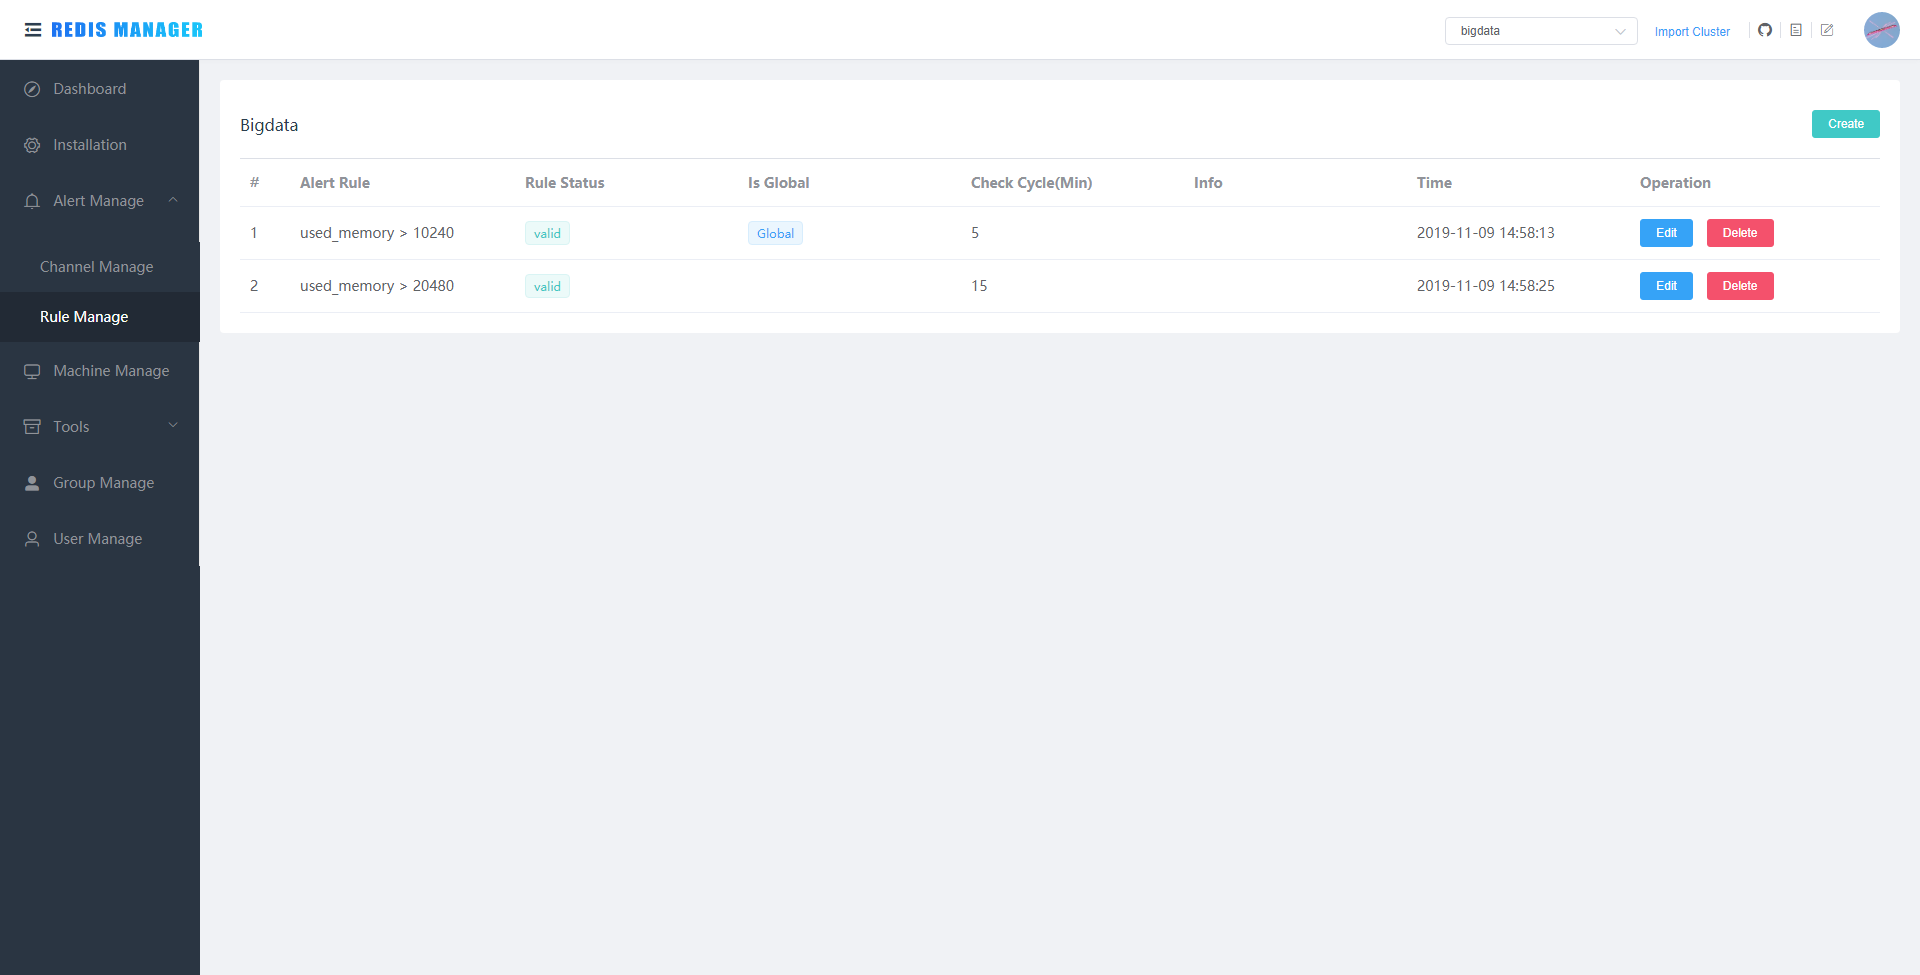 REDIS MANAGER
bigdata
Import Cluster
Dashboard
Installation
Alert Manage
Channel Manage
Rule Manage
Machine Manage
Tools
Group Manage
User Manage
Bigdata
Create
# Alert Rule Rule Status Is Global Check Cycle(Min) Info Time Operation
1 used_memory > 10240 valid Global 5 2019-11-09 14:58:13 Edit Delete
2 used_memory > 20480 valid 15 2019-11-09 14:58:25 Edit Delete